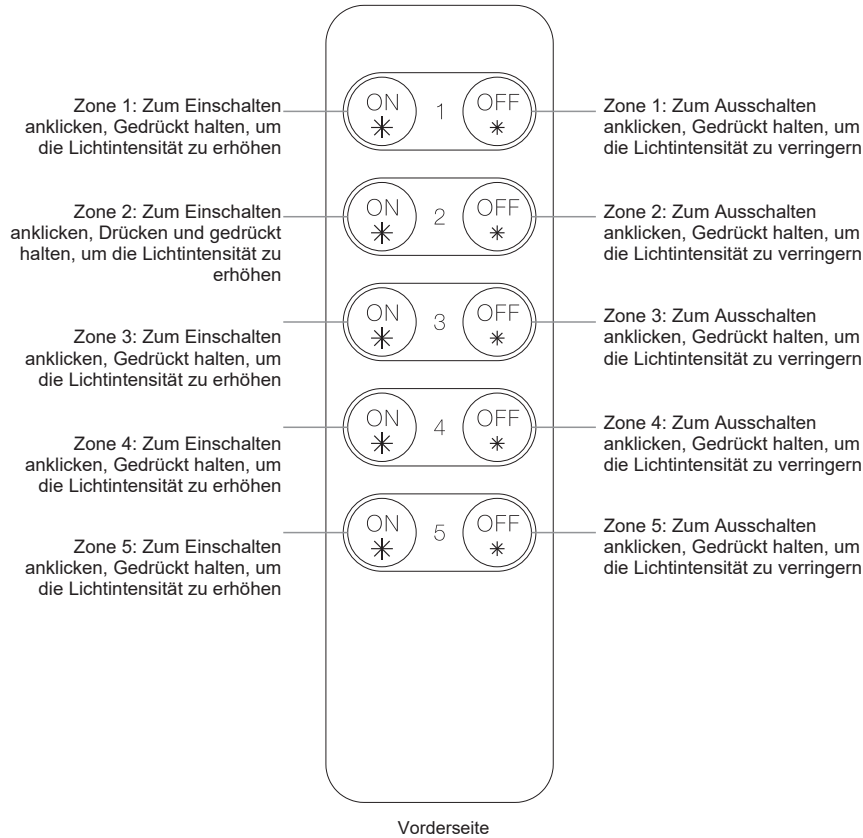 Zone 1: Zum Einschalten
anklicken, Gedrückt halten, um
die Lichtintensität zu erhöhen
ON 1 OFF
Zone 1: Zum Ausschalten
anklicken, Gedrückt halten, um
die Lichtintensität zu verringern
Zone 2: Zum Einschalten
anklicken, Drücken und gedrückt
halten, um die Lichtintensität zu
erhöhen
ON 2 OFF
Zone 2: Zum Ausschalten
anklicken, Gedrückt halten, um
die Lichtintensität zu verringern
Zone 3: Zum Einschalten
anklicken, Gedrückt halten, um
die Lichtintensität zu erhöhen
ON 3 OFF
Zone 3: Zum Ausschalten
anklicken, Gedrückt halten, um
die Lichtintensität zu verringern
Zone 4: Zum Einschalten
anklicken, Gedrückt halten, um
die Lichtintensität zu erhöhen
ON 4 OFF
Zone 4: Zum Ausschalten
anklicken, Gedrückt halten, um
die Lichtintensität zu verringern
Zone 5: Zum Einschalten
anklicken, Gedrückt halten, um
die Lichtintensität zu erhöhen
ON 5 OFF
Zone 5: Zum Ausschalten
anklicken, Gedrückt halten, um
die Lichtintensität zu verringern
Vorderseite